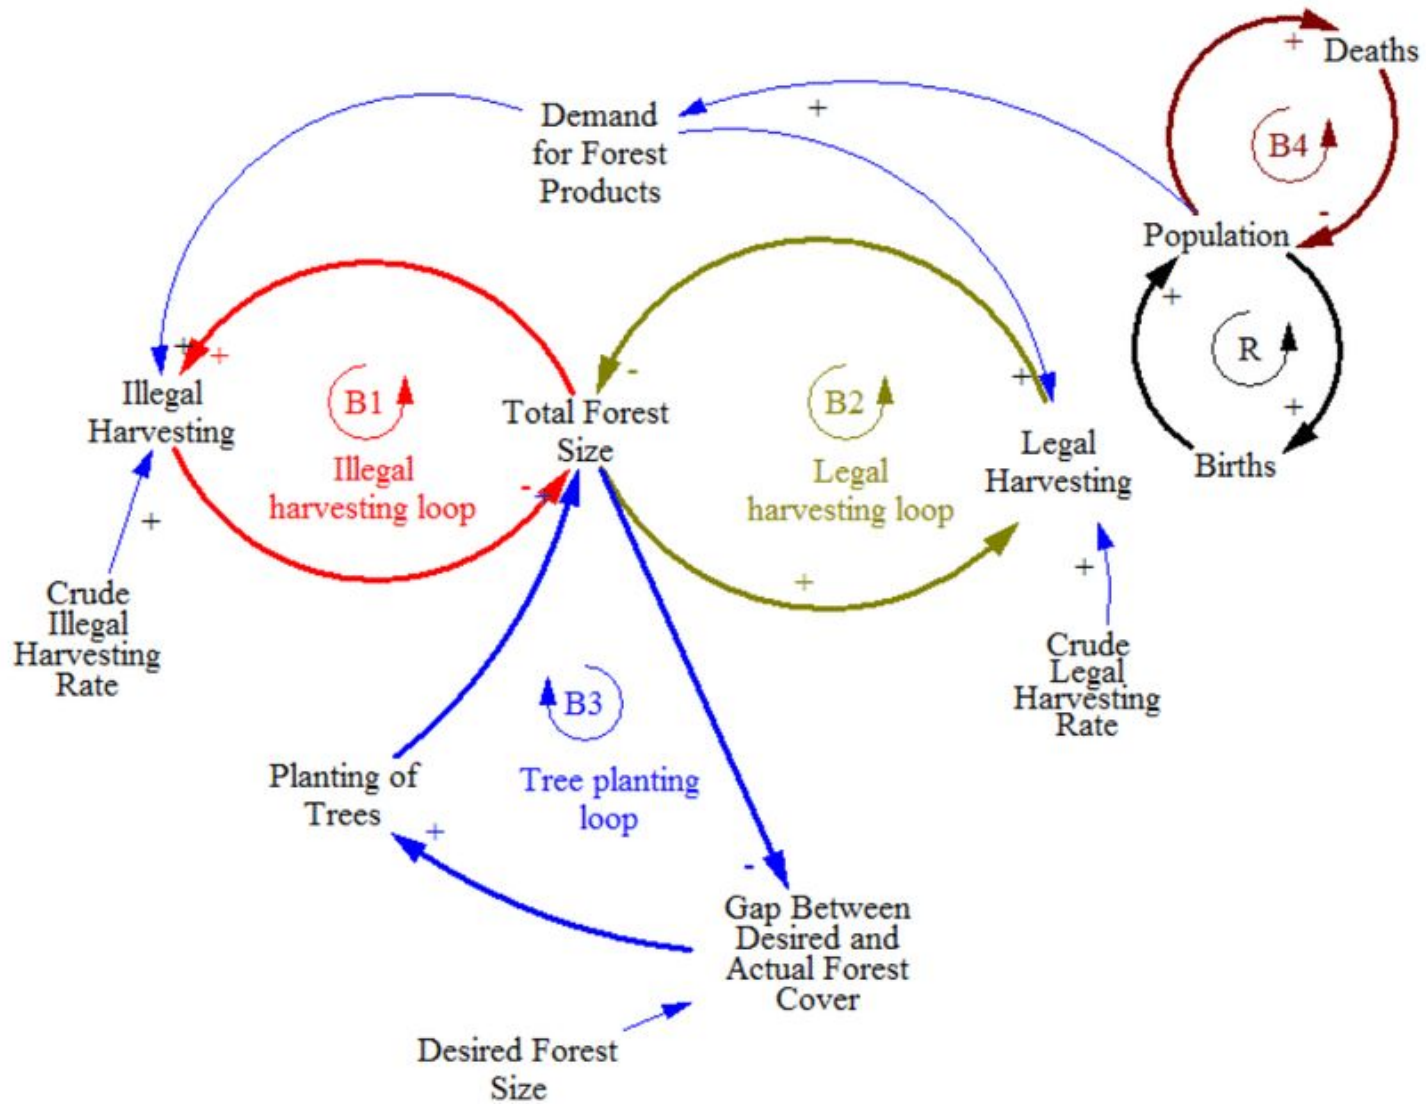 Deaths
+
B4
-
Demand
for Forest
Products
+
Population
+
R
+
Births
+
+
Illegal
Harvesting
B1
Illegal
harvesting loop
-
+
Total Forest
Size
-
B2
Legal
harvesting loop
+
+
Legal
Harvesting
+
Crude
Illegal
Harvesting
Rate
+
Crude
Legal
Harvesting
Rate
B3
Tree planting
loop
Planting of
Trees
+
-
Gap Between
Desired and
Actual Forest
Cover
Desired Forest
Size